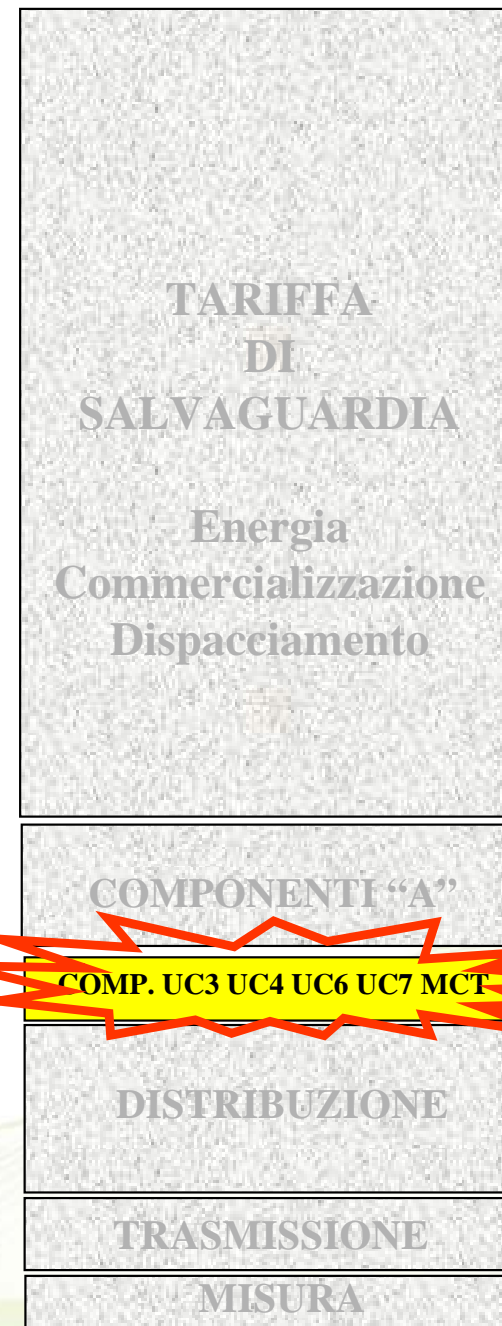 TARIFFA
DI
SALVAGUARDIA
Energia
Commercializzazione
Dispacciamento
COMPONENTI “A”
COMP. UC3 UC4 UC6 UC7 MCT
DISTRIBUZIONE
TRASMISSIONE
MISURA